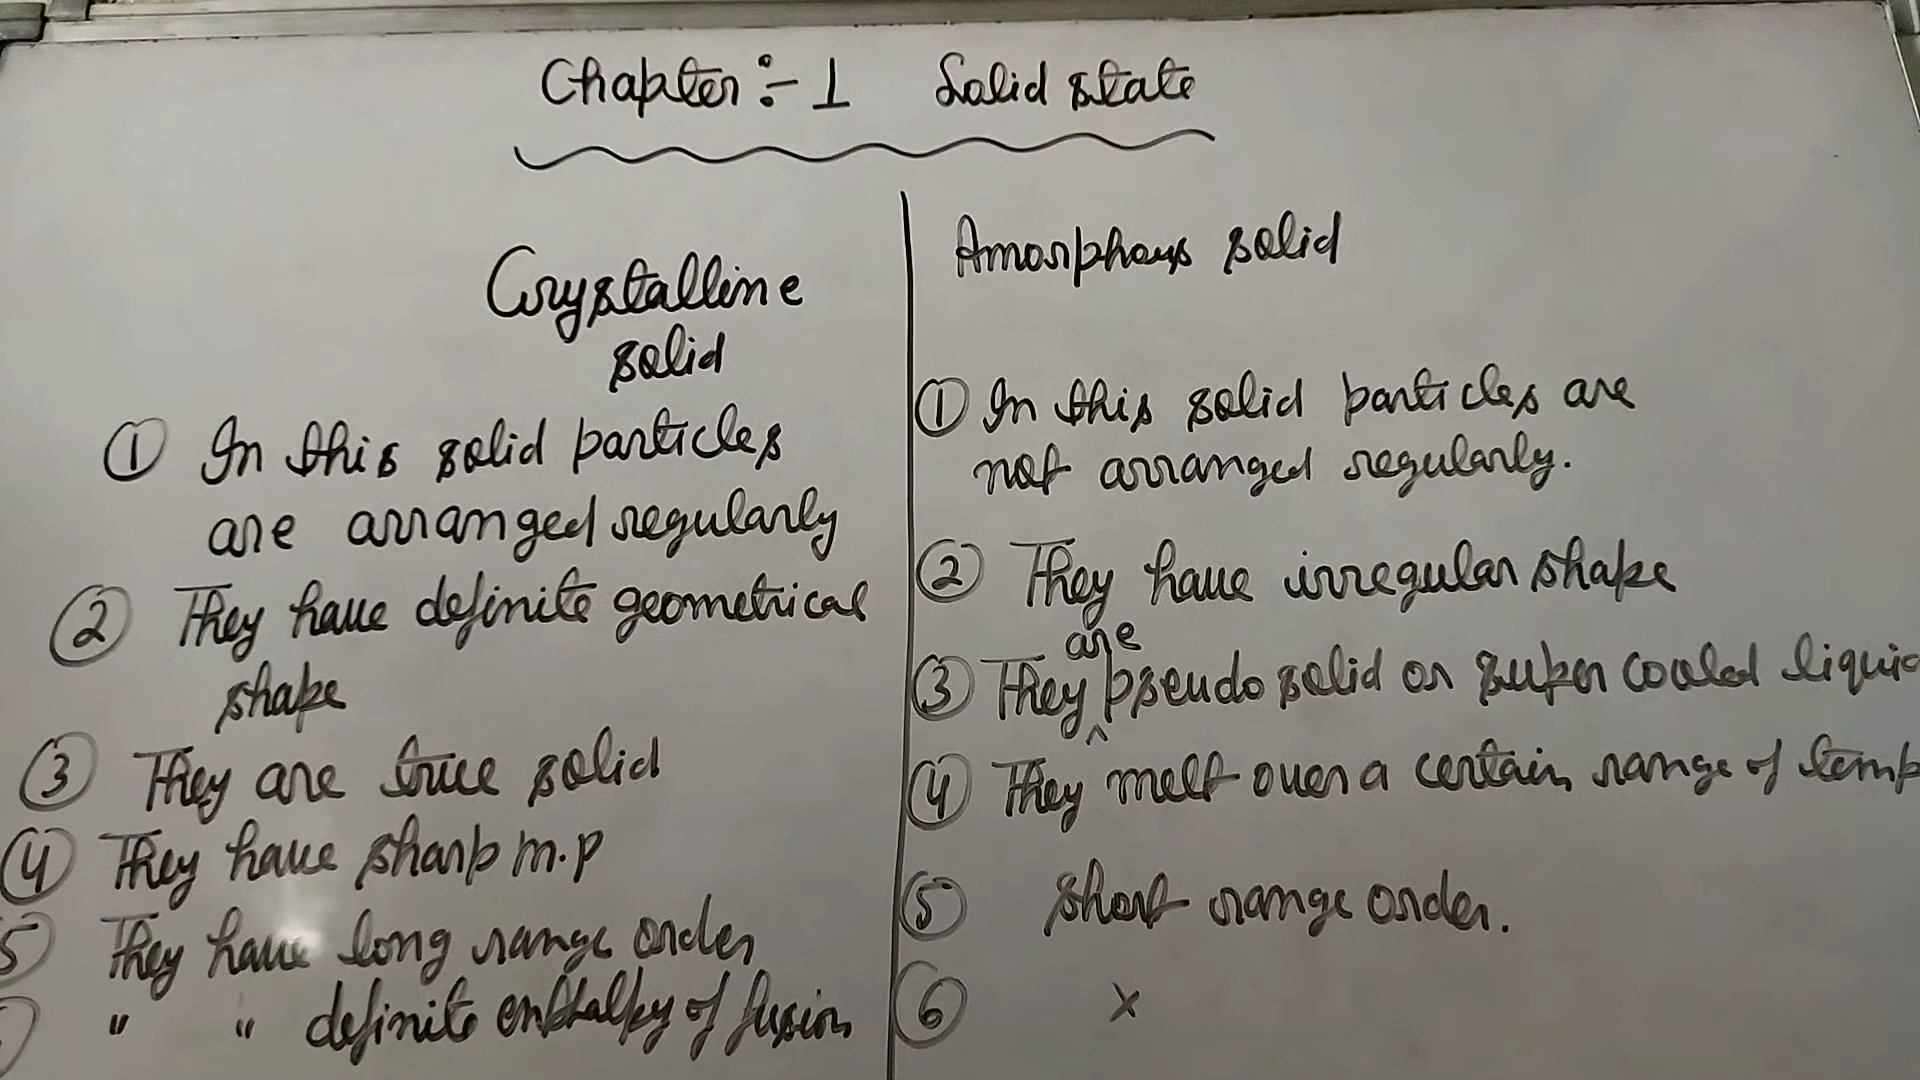 Chapter :- 1 Solid state
Crystalline
solid
① In this solid particles
are arranged regularly
② They have definite geometrical
shape
③ They are true solid
④ They have sharp m.p
5 They have long range order
" " definite enthalpy of fusion
Amorphous solid
① In this solid particles are
not arranged regularly.
② They have irregular shape
are
③ They ^ pseudo solid or super cooled liquid
④ They melt over a certain range of temp
⑤ short range order.
⑥ x